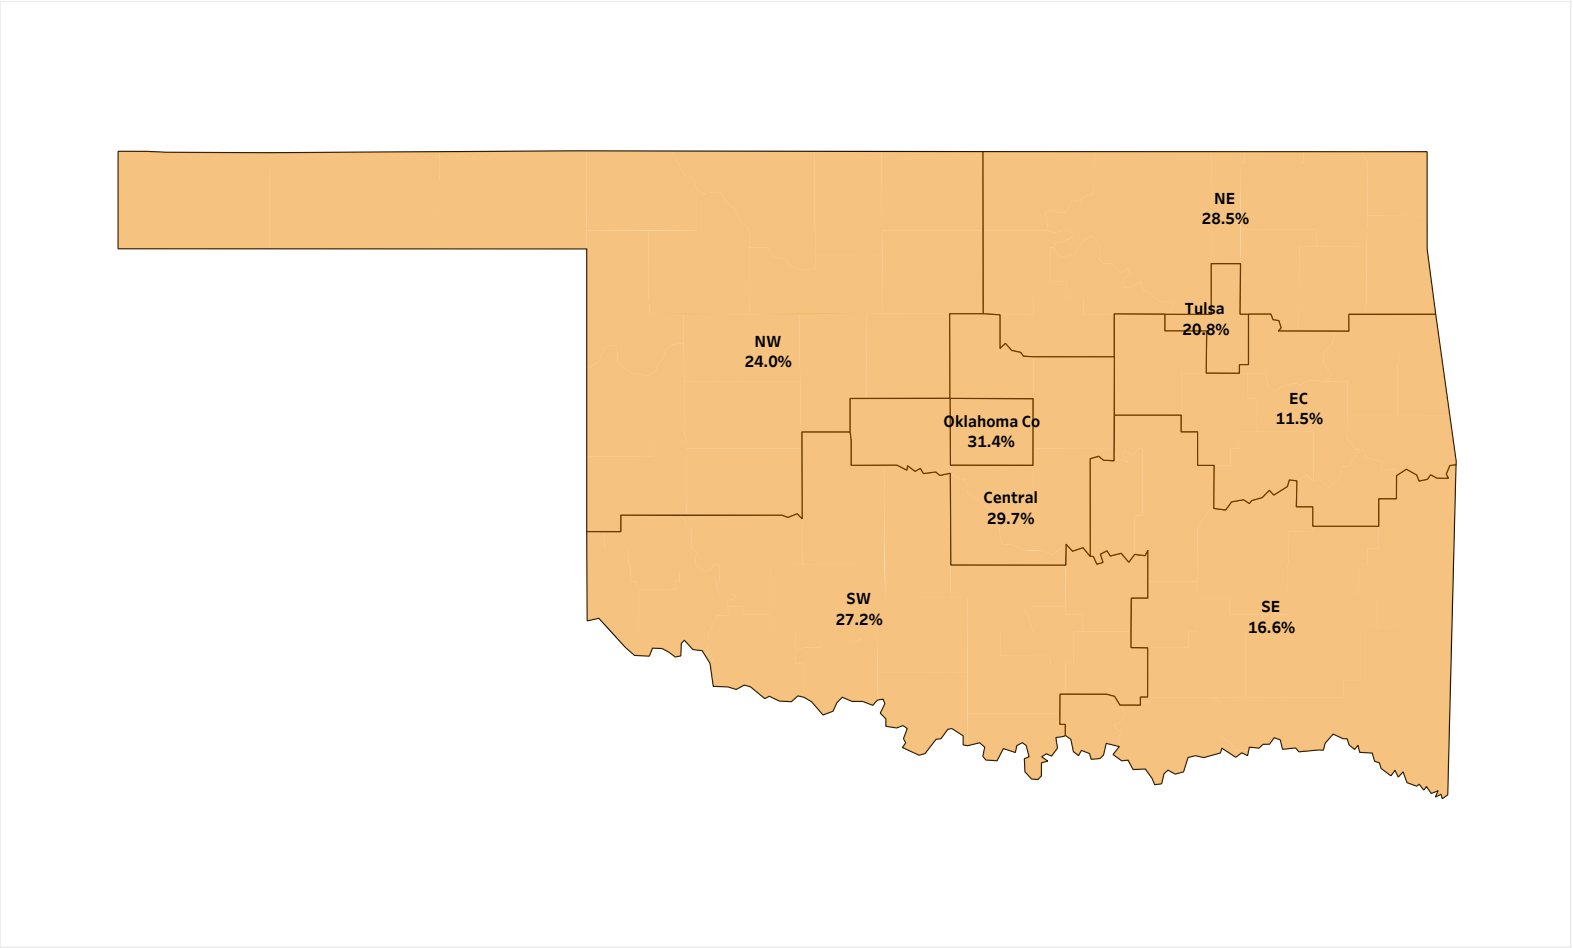 NE
28.5%
Tulsa
20.8%
NW
24.0%
EC
11.5%
Oklahoma Co
31.4%
Central
29.7%
SW
27.2%
SE
16.6%